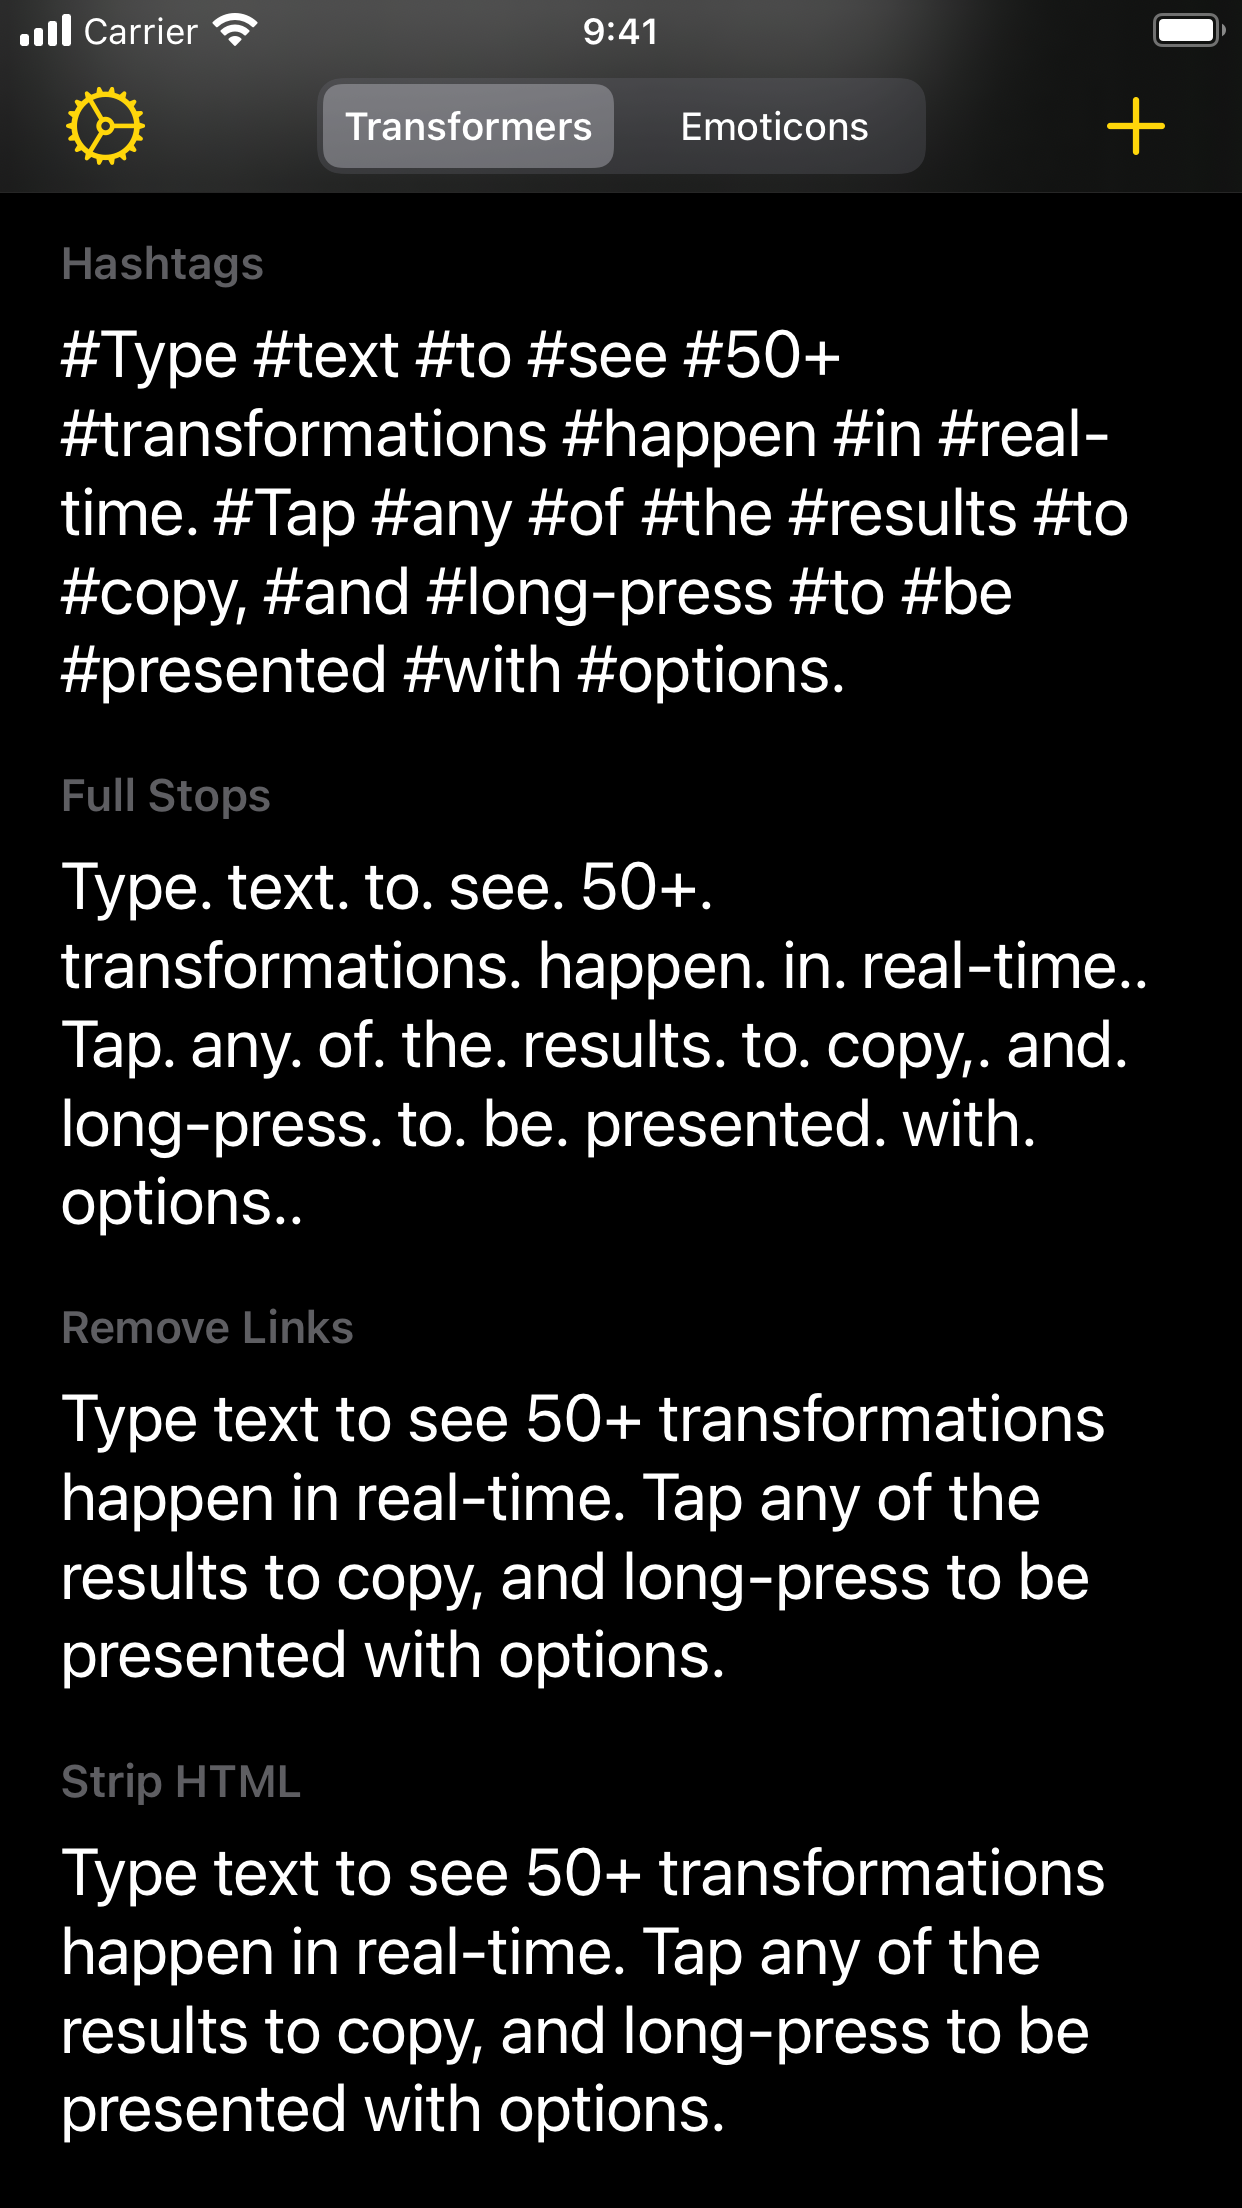 Carrier 9:41
Transformers Emoticons
Hashtags
#Type #text #to #see #50+
#transformations #happen #in #real-
time. #Tap #any #of #the #results #to
#copy, #and #long-press #to #be
#presented #with #options.
Full Stops
Type. text. to. see. 50+.
transformations. happen. in. real-time..
Tap. any. of. the. results. to. copy,. and.
long-press. to. be. presented. with.
options..
Remove Links
Type text to see 50+ transformations
happen in real-time. Tap any of the
results to copy, and long-press to be
presented with options.
Strip HTML
Type text to see 50+ transformations
happen in real-time. Tap any of the
results to copy, and long-press to be
presented with options.